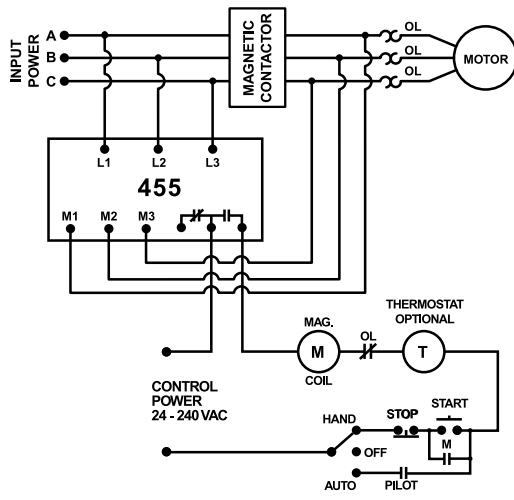 INPUT
POWER
A
B
C
MAGNETIC
CONTACTOR
OL
OL
OL
MOTOR
L1
L2
L3
455
M1
M2
M3
MAG.
M
COIL
OL
THERMOSTAT
OPTIONAL
T
CONTROL
POWER
24 - 240 VAC
HAND
OFF
AUTO
STOP
START
M
PILOT